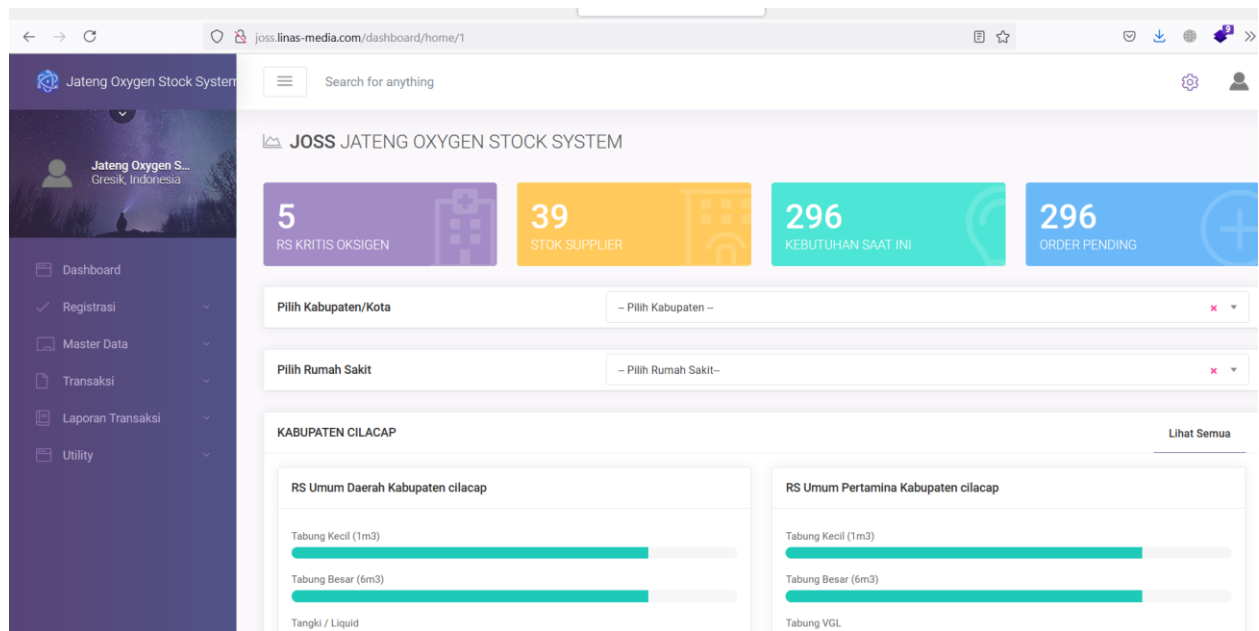 joss.linas-media.com/dashboard/home/1
9
Jateng Oxygen Stock System
Search for anything
Jateng Oxygen S...
Gresik, Indonesia
JOSS JATENG OXYGEN STOCK SYSTEM
5
RS KRITIS OKSIGEN
39
STOK SUPPLIER
296
KEBUTUHAN SAAT INI
296
ORDER PENDING
Dashboard
Registrasi
Master Data
Transaksi
Laporan Transaksi
Utility
Pilih Kabupaten/Kota
-- Pilih Kabupaten --
Pilih Rumah Sakit
-- Pilih Rumah Sakit--
KABUPATEN CILACAP
Lihat Semua
RS Umum Daerah Kabupaten cilacap
Tabung Kecil (1m3)
Tabung Besar (6m3)
Tangki / Liquid
RS Umum Pertamina Kabupaten cilacap
Tabung Kecil (1m3)
Tabung Besar (6m3)
Tabung VGL